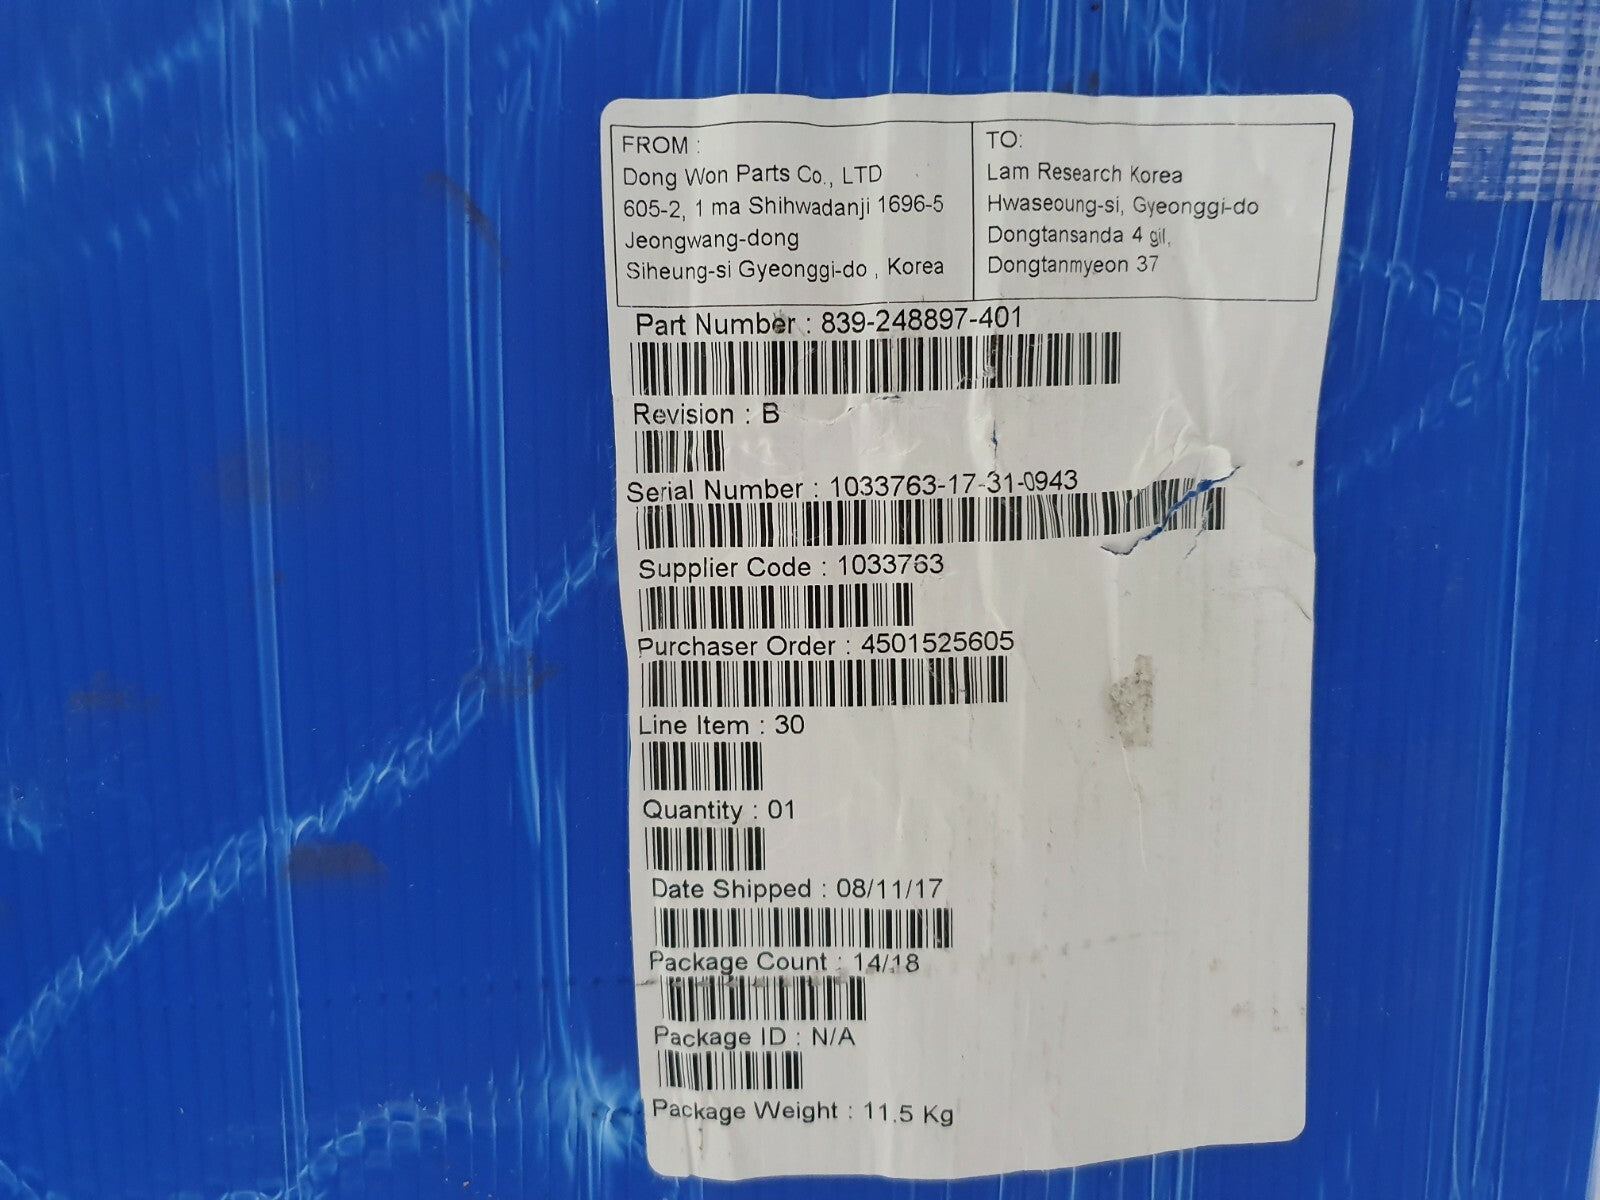 FROM :
Dong Won Parts Co., LTD
605-2, 1 ma Shihwadanji 1696-5
Jeongwang-dong
Siheung-si Gyeonggi-do , Korea
TO:
Lam Research Korea
Hwaseoung-si, Gyeonggi-do
Dongtansanda 4 gil,
Dongtanmyeon 37
Part Number : 839-248897-401
Revision : B
Serial Number : 1033763-17-31-0943
Supplier Code : 1033763
Purchaser Order : 4501525605
Line Item : 30
Quantity : 01
Date Shipped : 08/11/17
Package Count : 14/18
Package ID : N/A
Package Weight : 11.5 Kg